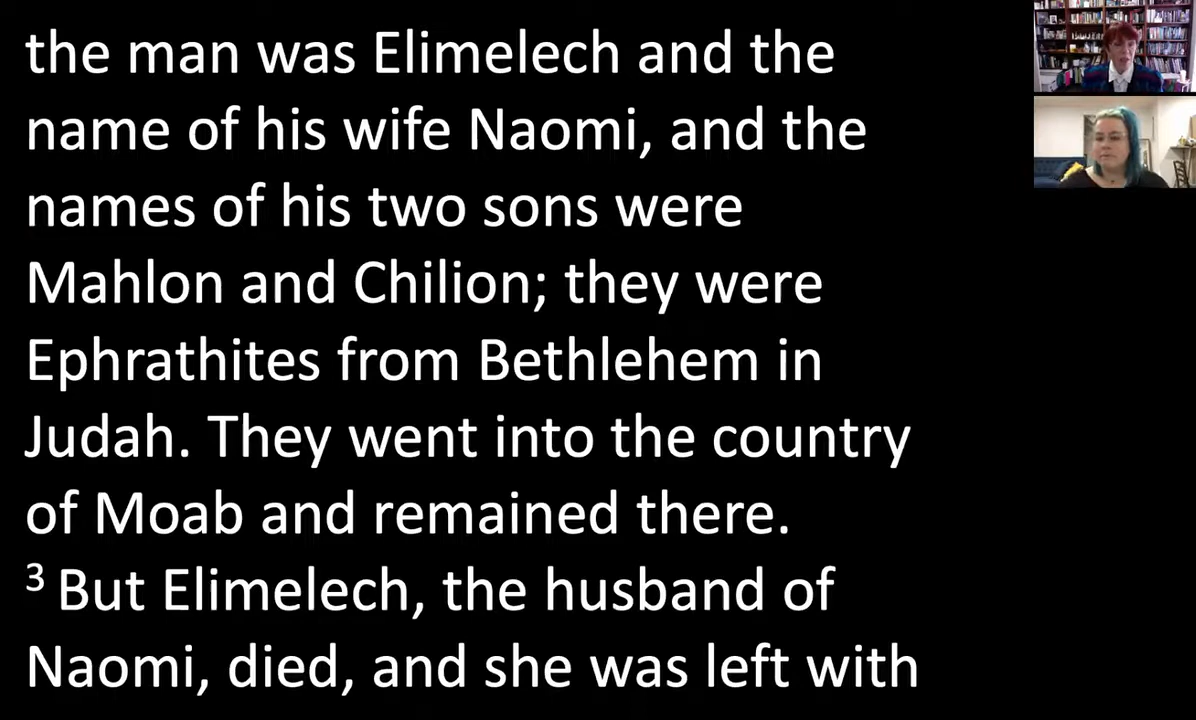 the man was Elimelech and the
name of his wife Naomi, and the
names of his two sons were
Mahlon and Chilion; they were
Ephrathites from Bethlehem in
Judah. They went into the country
of Moab and remained there.
3 But Elimelech, the husband of
Naomi, died, and she was left with